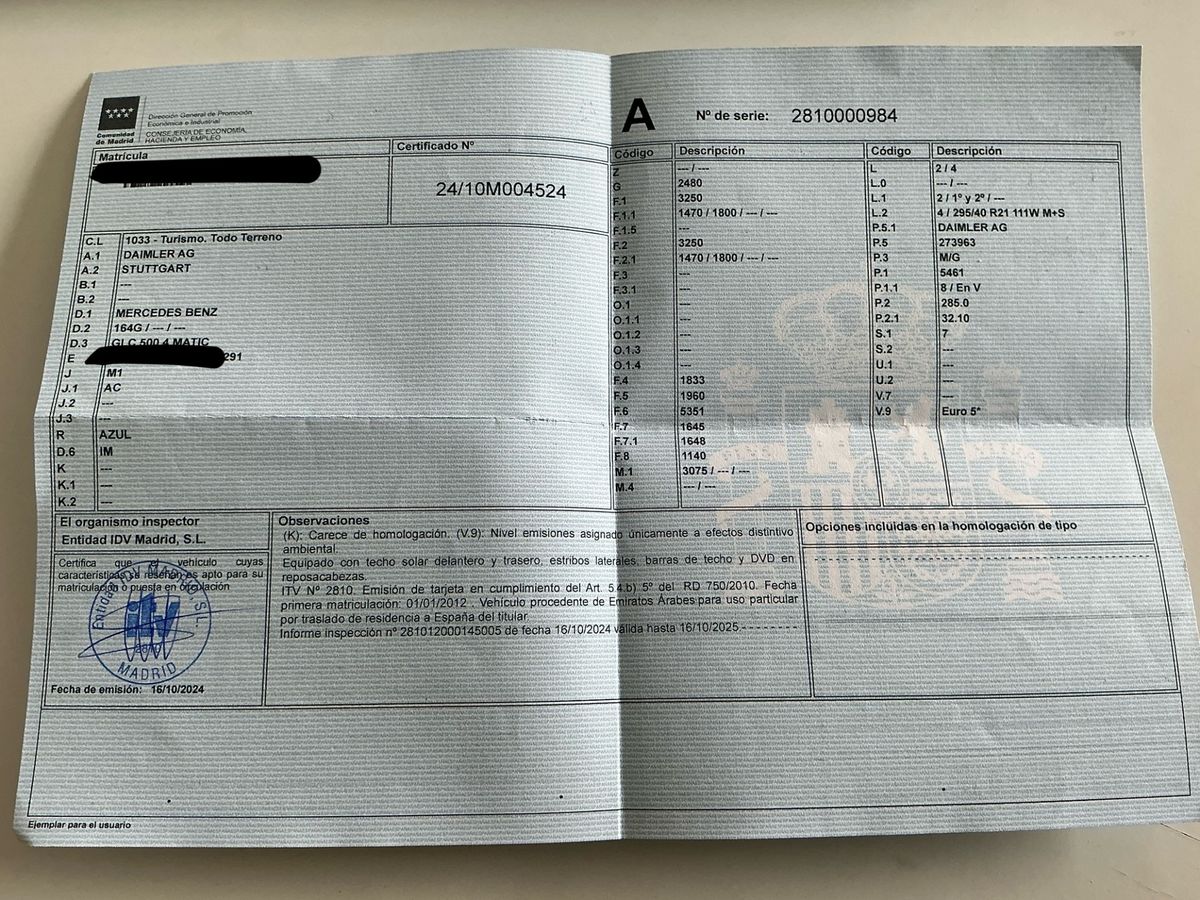 Comunidad
de Madrid
Dirección General de Promoción
Económica e Industrial
CONSEJERÍA DE ECONOMÍA,
HACIENDA Y EMPLEO
Matrícula
Certificado Nº
24/10M004524
C.L 1033 - Turismo. Todo Terreno
A.1 DAIMLER AG
A.2 STUTTGART
B.1 ---
B.2 ---
D.1 MERCEDES BENZ
D.2 164G / --- / ---
D.3 GLC 500 4 MATIC
E 291
J M1
J.1 AC
J.2 ---
J.3 ---
R AZUL
D.6 IM
K ---
K.1 ---
K.2 ---
A Nº de serie: 2810000984
Código Descripción
Z --- / ---
G 2480
F.1 3250
F.1.1 1470 / 1800 / --- / ---
F.1.5 ---
F.2 3250
F.2.1 1470 / 1800 / --- / ---
F.3 ---
F.3.1 ---
O.1 ---
O.1.1 ---
O.1.2 ---
O.1.3 ---
O.1.4 ---
F.4 1833
F.5 1960
F.6 5351
F.7 1645
F.7.1 1648
F.8 1140
M.1 3075 / --- / ---
M.4 --- / ---
Código Descripción
L 2 / 4
L.0 --- / ---
L.1 2 / 1º y 2º / ---
L.2 4 / 295/40 R21 111W M+S
P.5.1 DAIMLER AG
P.5 273963
P.3 M/G
P.1 5461
P.1.1 8 / En V
P.2 285.0
P.2.1 32.10
S.1 7
S.2 ---
U.1 ---
U.2 ---
V.7 ---
V.9 Euro 5*
El organismo inspector
Entidad IDV Madrid, S.L.
Certifica que el vehículo cuyas
características se reseñan es apto para su
matriculación o puesta en circulación
itv
MADRID
Fecha de emisión: 16/10/2024
Observaciones
(K): Carece de homologación. (V.9): Nivel emisiones asignado únicamente a efectos distintivo
ambiental.
Equipado con techo solar delantero y trasero, estribos laterales, barras de techo y DVD en
reposacabezas.
ITV Nº 2810. Emisión de tarjeta en cumplimiento del Art. 5.4.b) 5º del RD 750/2010. Fecha
primera matriculación: 01/01/2012 . Vehículo procedente de Emiratos Árabes para uso particular
por traslado de residencia a España del titular.
Informe inspección nº 281012000145005 de fecha 16/10/2024 válida hasta 16/10/2025
Opciones incluidas en la homologación de tipo
Ejemplar para el usuario